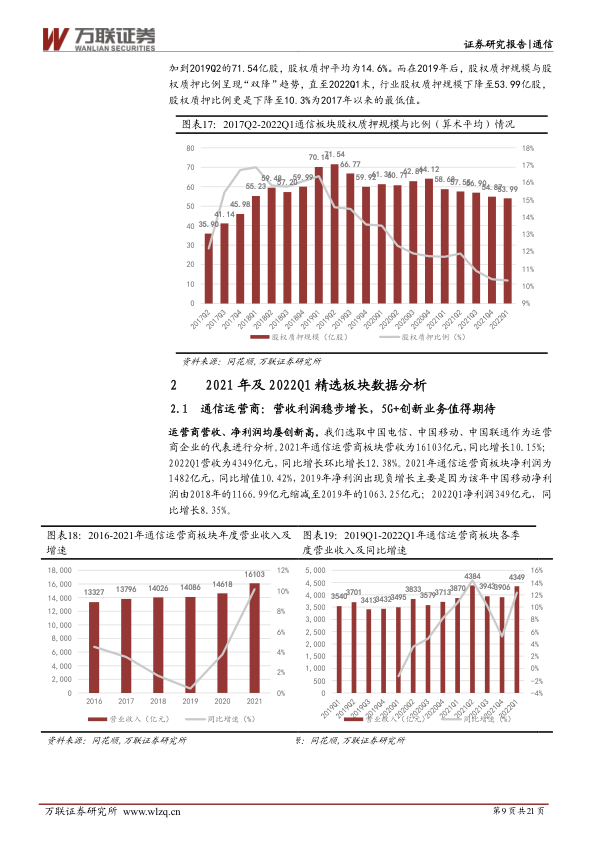 万联证券
WANLIAN SECURITIES
证券研究报告|通信
加到2019Q2的71.54亿股，股权质押平均为14.6%。而在2019年后，股权质押规模与股
权质押比例呈现“双降”趋势，直至2022Q1末，行业股权质押规模下降至53.99亿股，
股权质押比例更是下降至10.3%为2017年以来的最低值。
图表17：2017Q2-2022Q1通信板块股权质押规模与比例（算术平均）情况
80 70 60 50 40 30 20 10 0
35.90 41.14 45.98 55.23 59.48 57.20 59.99 70.14 71.54 66.77 59.92 61.36 60.77 62.87 64.12 58.68 57.55 56.90 54.87 53.99
18% 17% 16% 15% 14% 13% 12% 11% 10% 9%
2017Q2 2017Q3 2017Q4 2018Q1 2018Q2 2018Q3 2018Q4 2019Q1 2019Q2 2019Q3 2019Q4 2020Q1 2020Q2 2020Q3 2020Q4 2021Q1 2021Q2 2021Q3 2021Q4 2022Q1
股权质押规模（亿股） 股权质押比例（%）
资料来源：同花顺,万联证券研究所
2 2021 年及 2022Q1 精选板块数据分析
2.1 通信运营商：营收利润稳步增长，5G+创新业务值得期待
运营商营收、净利润均屡创新高。我们选取中国电信、中国移动、中国联通作为运营
商企业的代表进行分析,2021年通信运营商板块营收为16103亿元,同比增长10.15%；
2022Q1营收为4349亿元，同比增长环比增长12.38%。2021年通信运营商板块净利润为
1482亿元，同比增值10.42%，2019年净利润出现负增长主要是因为该年中国移动净利
润由2018年的1166.99亿元缩减至2019年的1063.25亿元；2022Q1净利润349亿元，同
比增长8.35%。
图表18：2016-2021年通信运营商板块年度营业收入及
增速
18,000 16,000 14,000 12,000 10,000 8,000 6,000 4,000 2,000 0
13327 13796 14026 14086 14618 16103
12% 10% 8% 6% 4% 2% 0%
2016 2017 2018 2019 2020 2021
营业收入（亿元） 同比增速（%）
资料来源：同花顺,万联证券研究所
图表19：2019Q1-2022Q1年通信运营商板块各季
度营业收入及同比增速
5,000 4,500 4,000 3,500 3,000 2,500 2,000 1,500 1,000 500 0
3540 3701 3413 3432 3495 3833 3579 3713 3870 4384 3943 3906 4349
16% 14% 12% 10% 8% 6% 4% 2% 0% -2% -4%
2019Q1 2019Q2 2019Q3 2019Q4 2020Q1 2020Q2 2020Q3 2020Q4 2021Q1 2021Q2 2021Q3 2021Q4 2022Q1
营业收入（亿元） 同比增速（%）
：同花顺,万联证券研究所
万联证券研究所 www.wlzq.cn
第 9 页 共 21 页